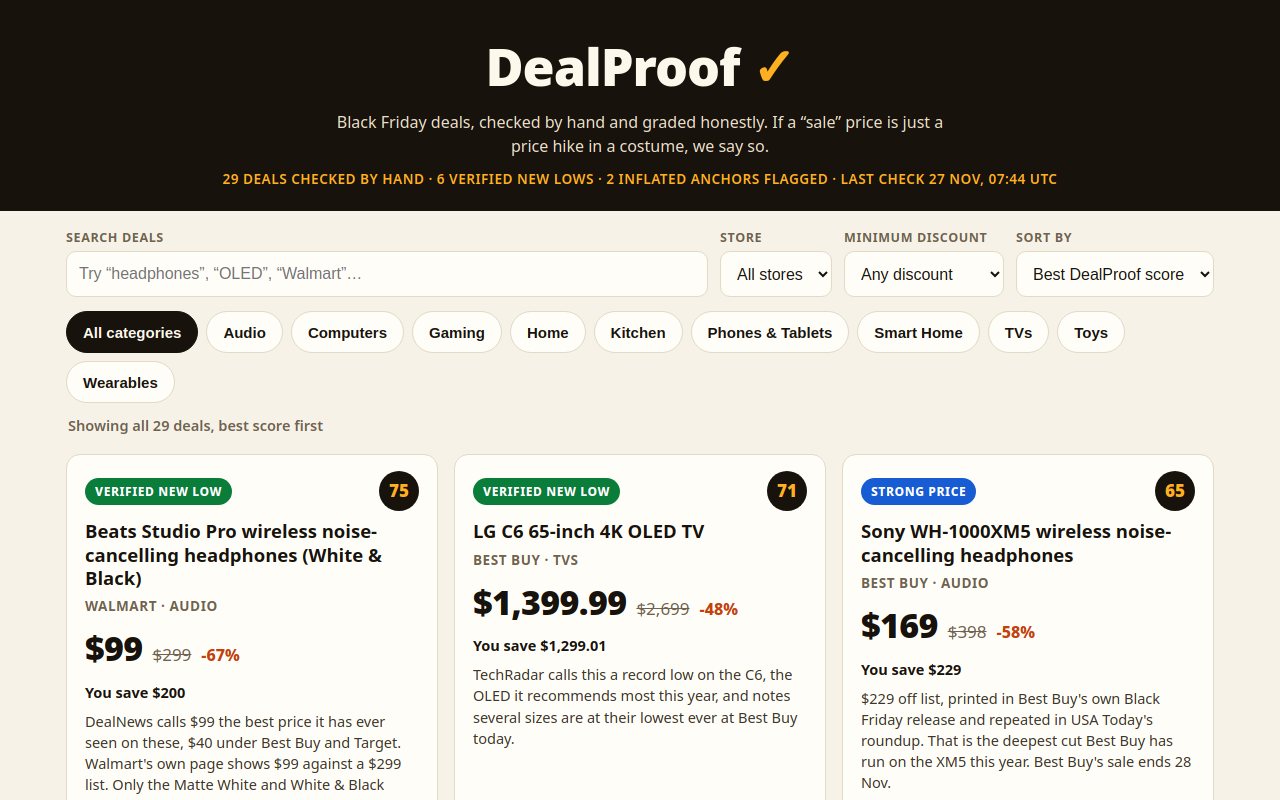 DealProof ✓
Black Friday deals, checked by hand and graded honestly. If a “sale” price is just a
price hike in a costume, we say so.
29 DEALS CHECKED BY HAND · 6 VERIFIED NEW LOWS · 2 INFLATED ANCHORS FLAGGED · LAST CHECK 27 NOV, 07:44 UTC
SEARCH DEALS
Try “headphones”, “OLED”, “Walmart”…
STORE
All stores
MINIMUM DISCOUNT
Any discount
SORT BY
Best DealProof score
All categories
Audio
Computers
Gaming
Home
Kitchen
Phones & Tablets
Smart Home
TVs
Toys
Wearables
Showing all 29 deals, best score first
VERIFIED NEW LOW
75
Beats Studio Pro wireless noise-
cancelling headphones (White &
Black)
WALMART · AUDIO
$99 $299 -67%
You save $200
DealNews calls $99 the best price it has ever
seen on these, $40 under Best Buy and Target.
Walmart's own page shows $99 against a $299
list. Only the Matte White and White & Black
VERIFIED NEW LOW
71
LG C6 65-inch 4K OLED TV
BEST BUY · TVS
$1,399.99 $2,699 -48%
You save $1,299.01
TechRadar calls this a record low on the C6, the
OLED it recommends most this year, and notes
several sizes are at their lowest ever at Best Buy
today.
STRONG PRICE
65
Sony WH-1000XM5 wireless noise-
cancelling headphones
BEST BUY · AUDIO
$169 $398 -58%
You save $229
$229 off list, printed in Best Buy's own Black
Friday release and repeated in USA Today's
roundup. That is the deepest cut Best Buy has
run on the XM5 this year. Best Buy's sale ends 28
Nov.